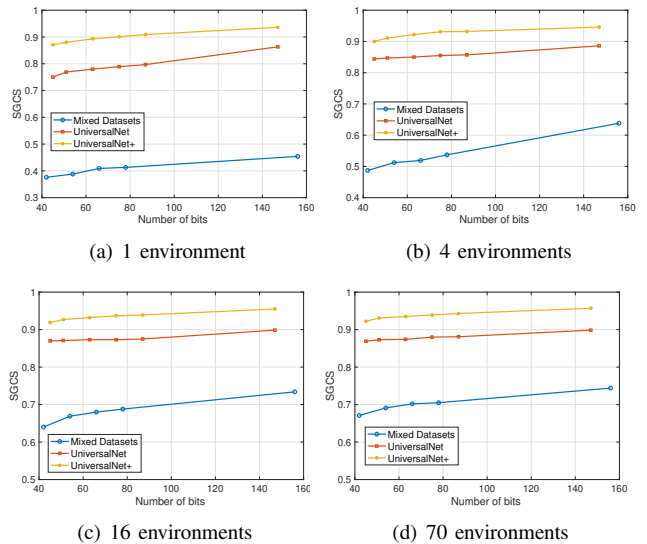 1
0.9
0.8
0.7
0.6
0.5
0.4
0.3
SGCS
Mixed Datasets
UniversalNet
UniversalNet+
40 60 80 100 120 140 160
Number of bits
(a) 1 environment
1
0.9
0.8
0.7
0.6
0.5
0.4
SGCS
Mixed Datasets
UniversalNet
UniversalNet+
40 60 80 100 120 140 160
Number of bits
(b) 4 environments
1
0.9
0.8
0.7
0.6
0.5
SGCS
Mixed Datasets
UniversalNet
UniversalNet+
40 60 80 100 120 140 160
Number of bits
(c) 16 environments
1
0.9
0.8
0.7
0.6
0.5
SGCS
Mixed Datasets
UniversalNet
UniversalNet+
40 60 80 100 120 140 160
Number of bits
(d) 70 environments